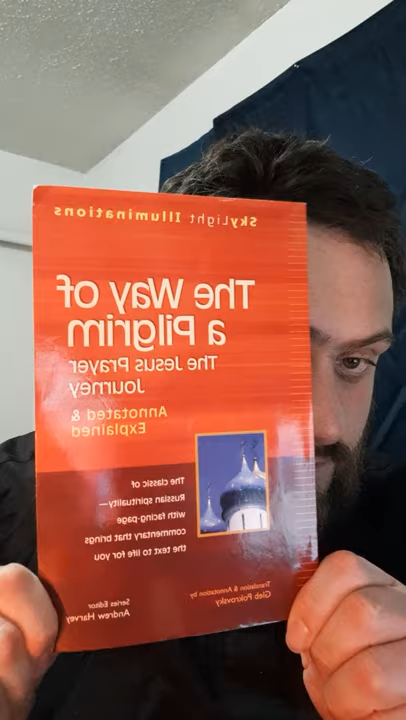 SkyLight Illuminations
The Way of
a Pilgrim
The Jesus Prayer
Journey
Annotated &
Explained
The classic of
Russian spirituality—
with facing-page
commentary that brings
the text to life for you
Translation & Annotation by
Gleb Pokrovsky
Series Editor
Andrew Harvey